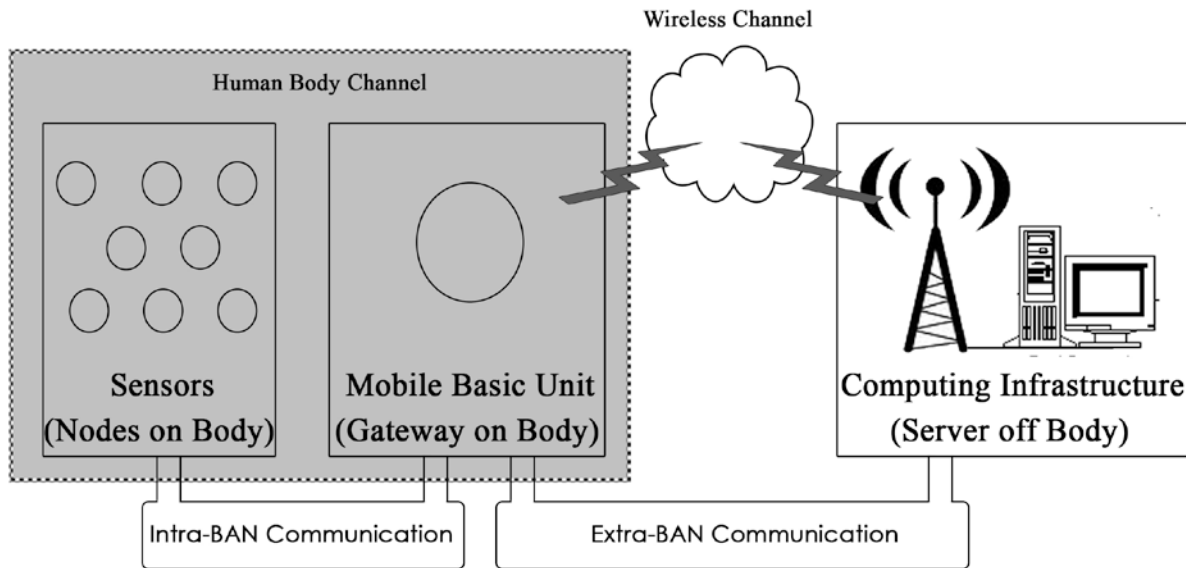 Wireless Channel
Human Body Channel
Sensors
(Nodes on Body)
Mobile Basic Unit
(Gateway on Body)
Computing Infrastructure
(Server off Body)
Intra-BAN Communication
Extra-BAN Communication